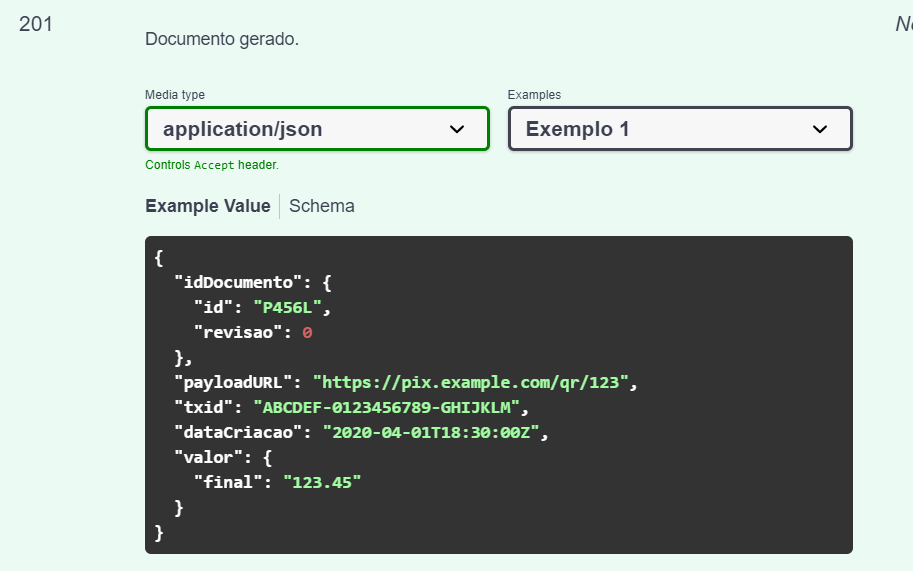 201
Documento gerado.
Media type
Examples
application/json
Exemplo 1
Controls Accept header.
Example Value
Schema
{
"idDocumento": {
"id": "P456L",
"revisao": 0
},
"payloadURL": "https://pix.example.com/qr/123",
"txid": "ABCDEF-0123456789-GHIJKLM",
"dataCriacao": "2020-04-01T18:30:00Z",
"valor": {
"final": "123.45"
}
}